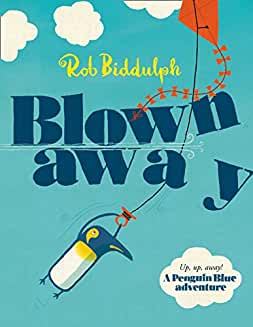 Rob Biddulph
Blown
away
Up, up, away!
A Penguin Blue
adventure